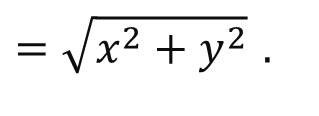 = √(x² + y²) .